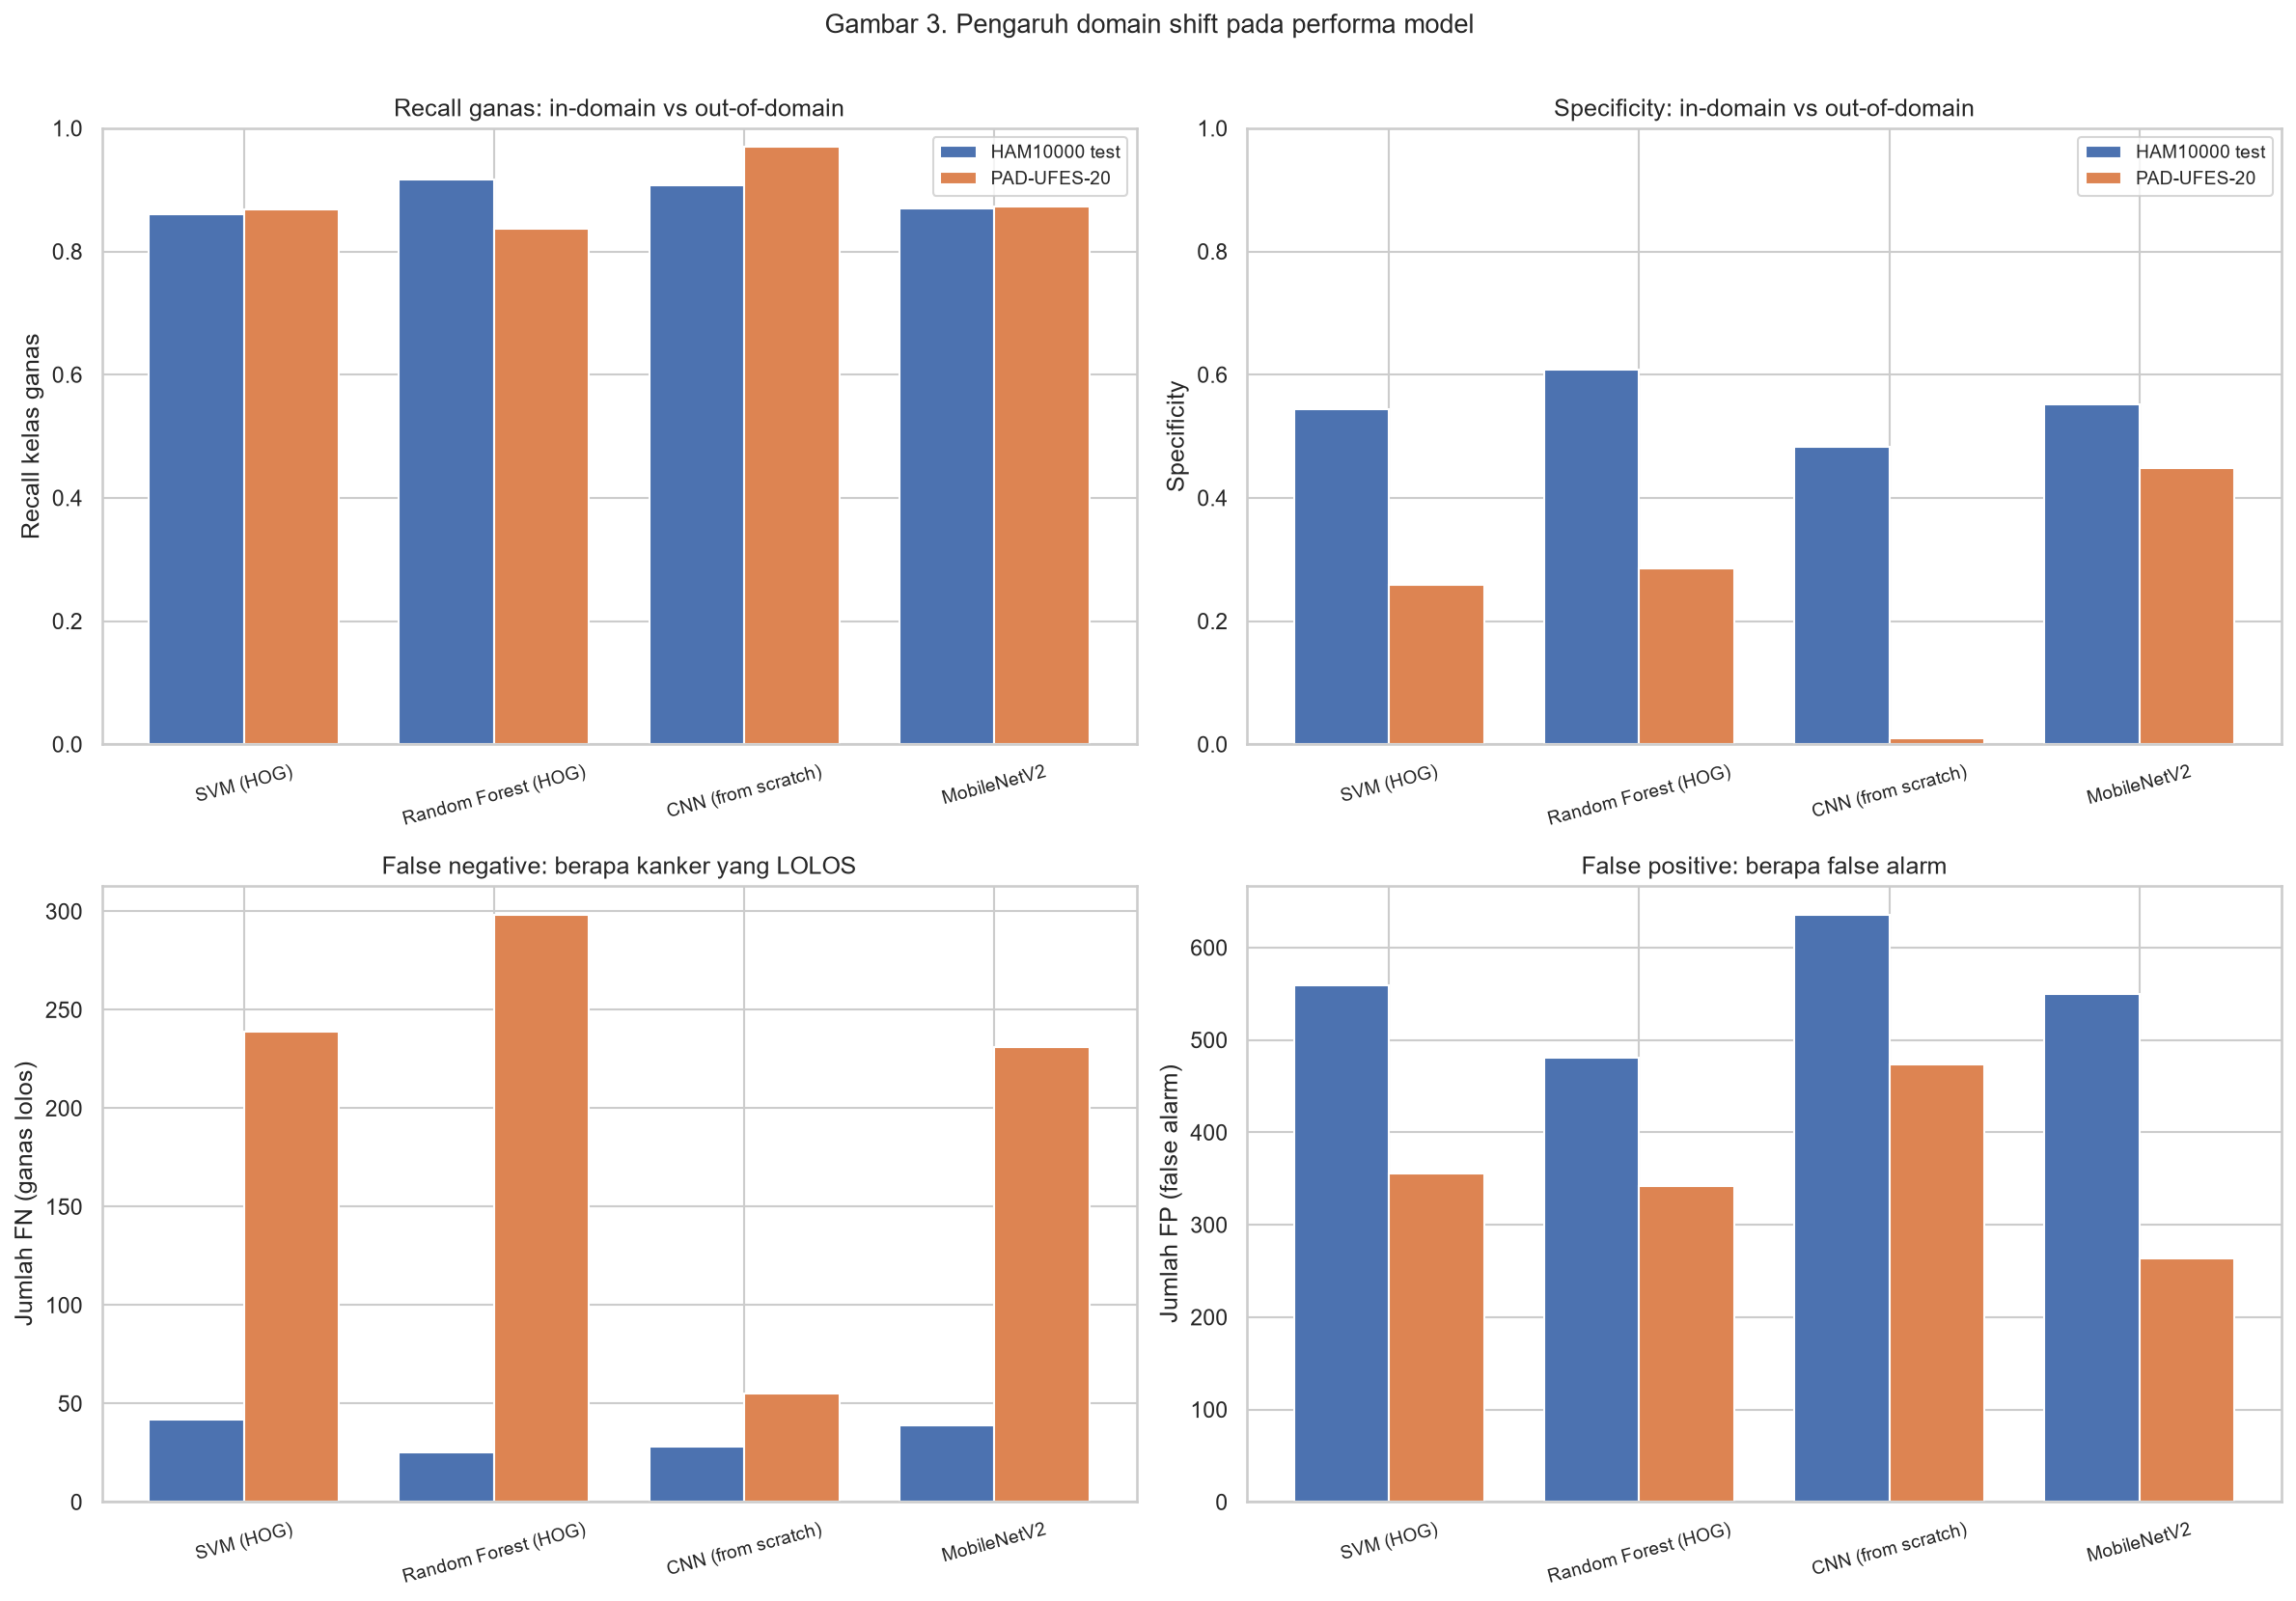 Gambar 3. Pengaruh domain shift pada performa model
Recall ganas: in-domain vs out-of-domain
Recall kelas ganas
1.0
0.8
0.6
0.4
0.2
0.0
HAM10000 test
PAD-UFES-20
SVM (HOG)
Random Forest (HOG)
CNN (from scratch)
MobileNetV2
Specificity: in-domain vs out-of-domain
Specificity
1.0
0.8
0.6
0.4
0.2
0.0
HAM10000 test
PAD-UFES-20
SVM (HOG)
Random Forest (HOG)
CNN (from scratch)
MobileNetV2
False negative: berapa kanker yang LOLOS
Jumlah FN (ganas lolos)
300
250
200
150
100
50
0
SVM (HOG)
Random Forest (HOG)
CNN (from scratch)
MobileNetV2
False positive: berapa false alarm
Jumlah FP (false alarm)
600
500
400
300
200
100
0
SVM (HOG)
Random Forest (HOG)
CNN (from scratch)
MobileNetV2